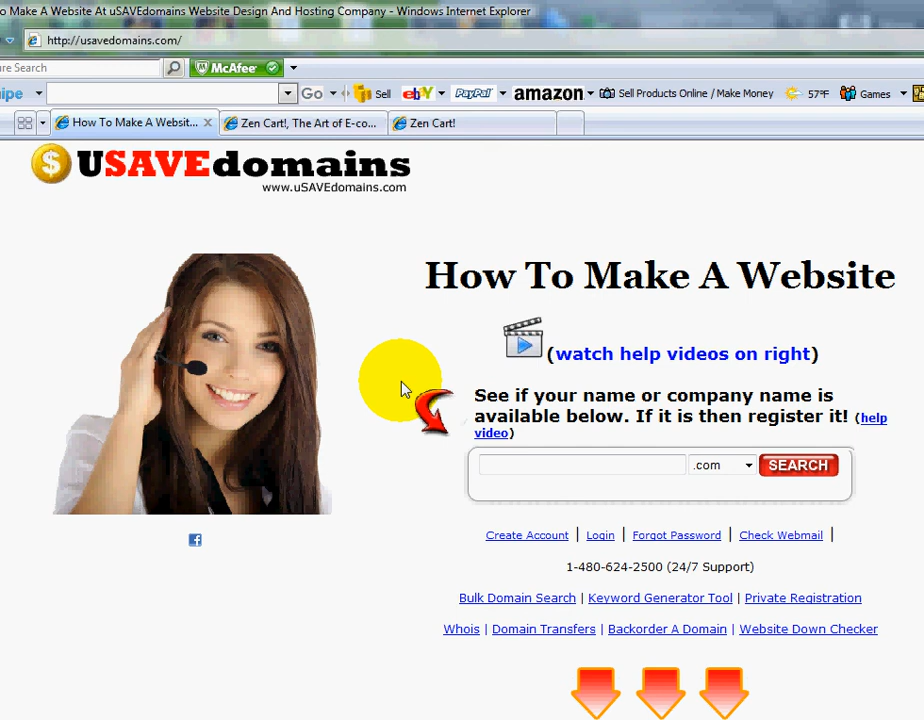 o Make A Website At uSAVEdomains Website Design And Hosting Company - Windows Internet Explorer
http://usavedomains.com/
ure Search
McAfee
ipe
Go
Sell
ebY
PayPal
amazon
Sell Products Online / Make Money
57°F
Games
How To Make A Websit...
Zen Cart!, The Art of E-co...
Zen Cart!
$ USAVEdomains
www.uSAVEdomains.com
How To Make A Website
(watch help videos on right)
See if your name or company name is
available below. If it is then register it! (help
video)
.com
SEARCH
Create Account | Login | Forgot Password | Check Webmail |
1-480-624-2500 (24/7 Support)
Bulk Domain Search | Keyword Generator Tool | Private Registration
Whois | Domain Transfers | Backorder A Domain | Website Down Checker